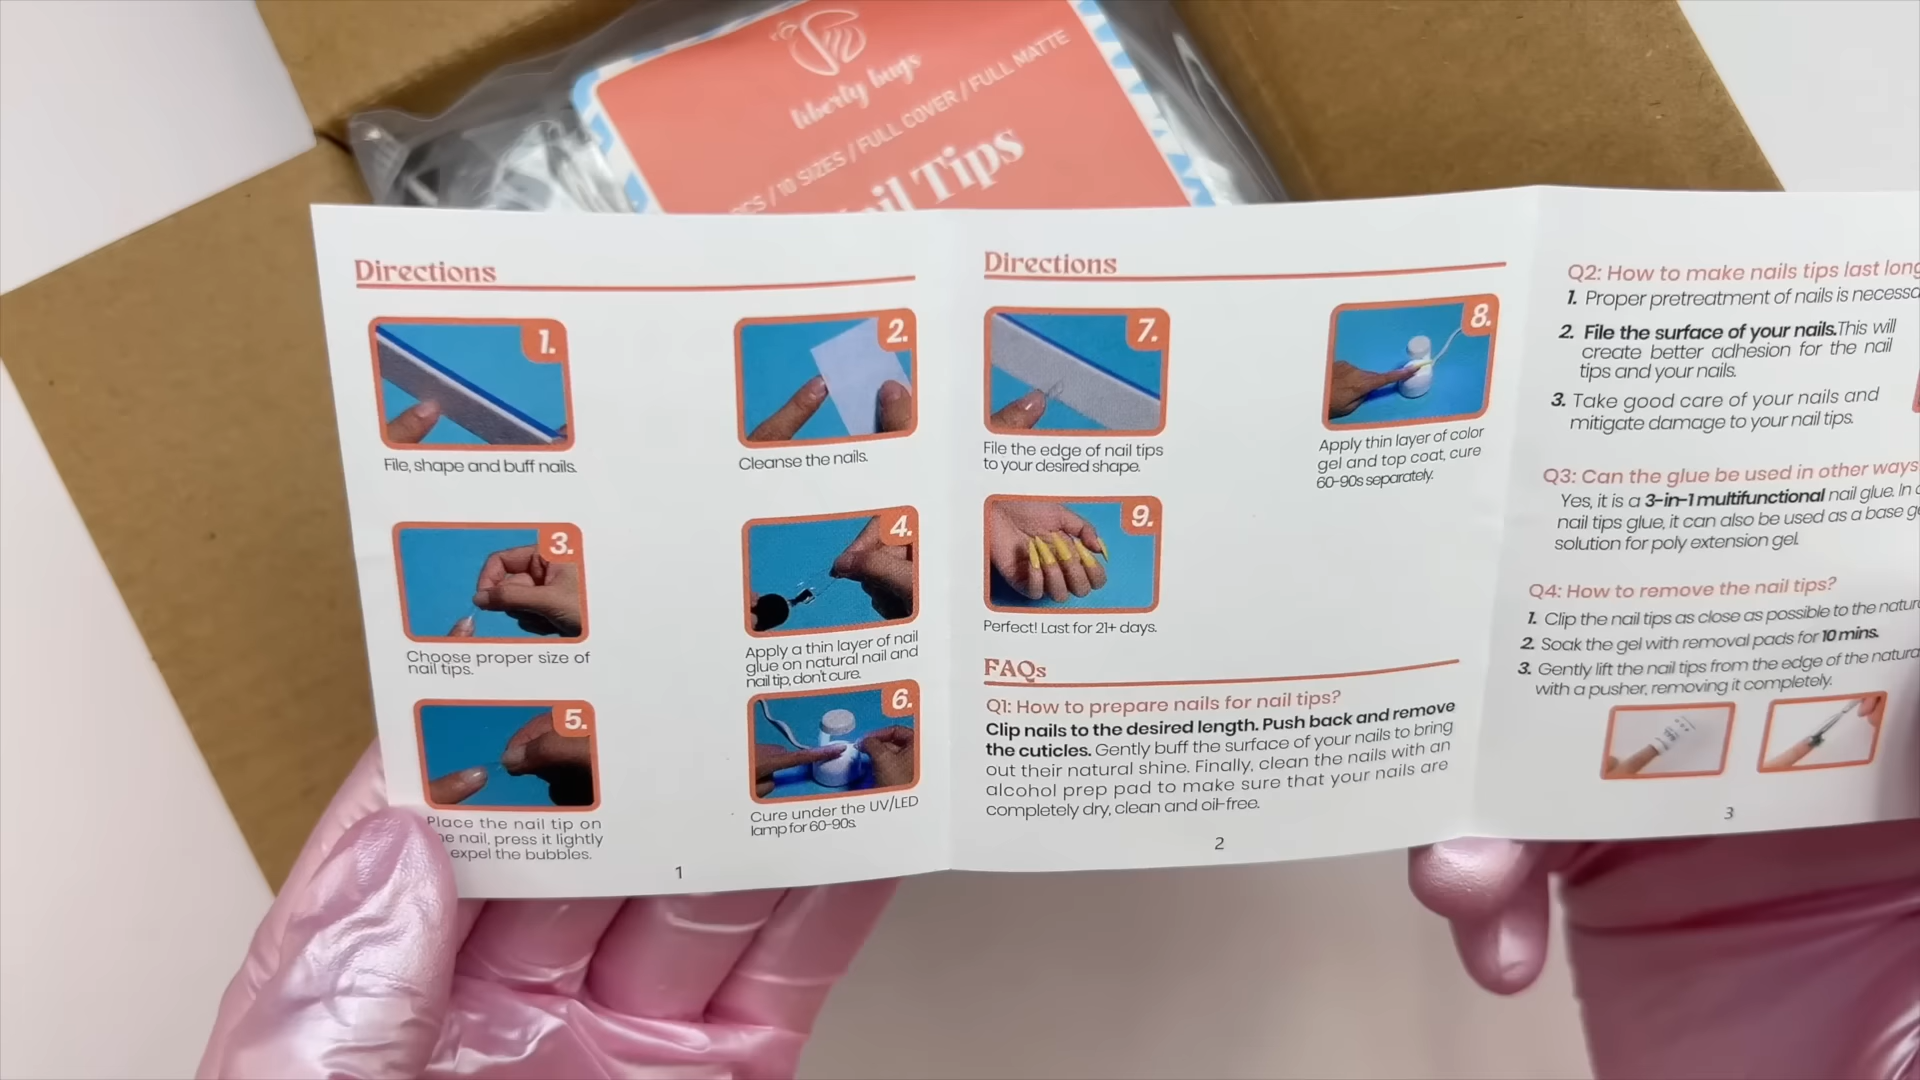 liberty bugs
/ 10 SIZES / FULL COVER / FULL MATTE
Tips
Directions
1.
File, shape and buff nails.
2.
Cleanse the nails.
3.
Choose proper size of
nail tips.
4.
Apply a thin layer of nail
glue on natural nail and
nail tip, don't cure.
5.
Place the nail tip on
nail, press it lightly
expel the bubbles.
6.
Cure under the UV/LED
lamp for 60-90s.
1
Directions
7.
File the edge of nail tips
to your desired shape.
8.
Apply thin layer of color
gel and top coat, cure
60-90s separately.
9.
Perfect! Last for 21+ days.
FAQs
Q1: How to prepare nails for nail tips?
Clip nails to the desired length. Push back and remove
the cuticles. Gently buff the surface of your nails to bring
out their natural shine. Finally, clean the nails with an
alcohol prep pad to make sure that your nails are
completely dry, clean and oil-free.
2
Q2: How to make nails tips last long
1. Proper pretreatment of nails is
2. File the surface of your nails.This will
create better adhesion for the nail
tips and your nails.
3. Take good care of your nails and
mitigate damage to your nail tips.
Q3: Can the glue be used in other ways
Yes, it is a 3-in-1 multifunctional nail glue. In
nail tips glue, it can also be used as a base
solution for poly extension gel.
Q4: How to remove the nail tips?
1. Clip the nail tips as close as possible to the
2. Soak the gel with removal pads for 10 mins.
3. Gently lift the nail tips from the edge of the
with a pusher, removing it completely.
3